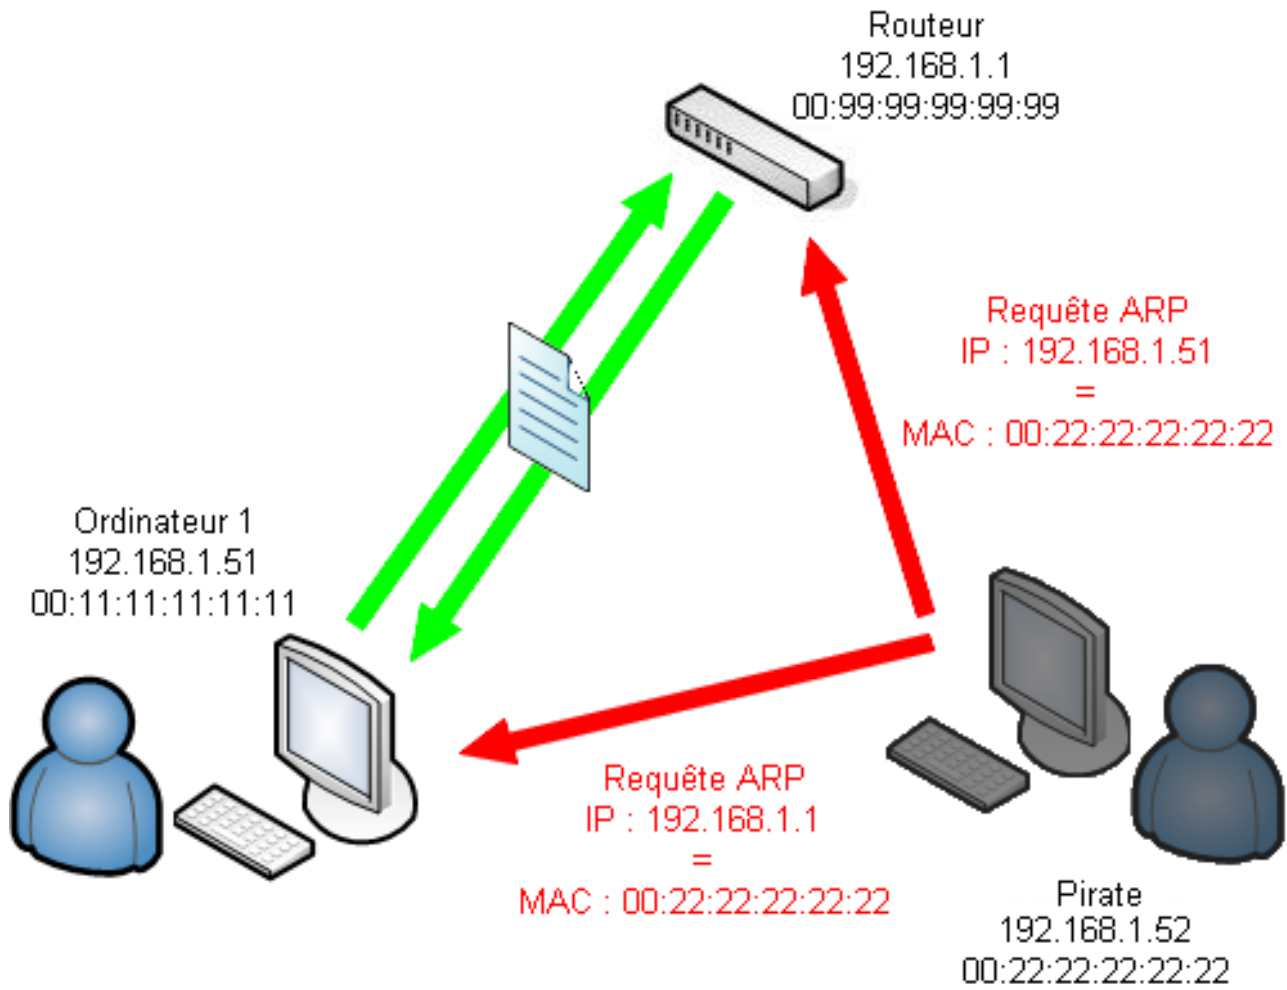 Routeur
192.168.1.1
00:99:99:99:99:99
Requête ARP
IP : 192.168.1.51
=
MAC : 00:22:22:22:22:22
Ordinateur 1
192.168.1.51
00:11:11:11:11:11
Requête ARP
IP : 192.168.1.1
=
MAC : 00:22:22:22:22:22
Pirate
192.168.1.52
00:22:22:22:22:22